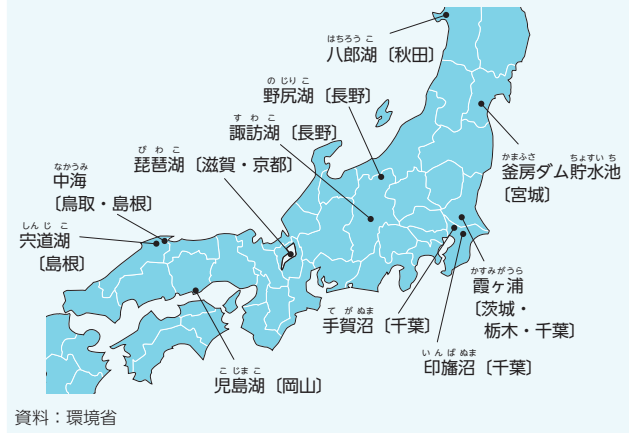 はちろうこ
八郎湖〔秋田〕
のじりこ
野尻湖〔長野〕
すわこ
諏訪湖〔長野〕
びわこ
琵琶湖〔滋賀・京都〕
なかうみ
中海
〔鳥取・島根〕
しんじこ
宍道湖
〔島根〕
かまふさ ちょすいち
釜房ダム貯水池
〔宮城〕
かすみがうら
霞ヶ浦
〔茨城・
栃木・千葉〕
てがぬま
手賀沼〔千葉〕
いんばぬま
印旛沼〔千葉〕
こじまこ
児島湖〔岡山〕
資料：環境省